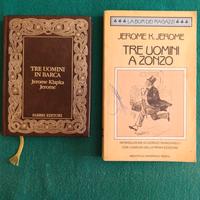 TRE UOMINI
IN BARCA
Jerome Klapka
Jerome
FABBRI EDITORI
LA BUR DEI RAGAZZI
JEROME K. JEROME
TRE UOMINI
A ZONZO